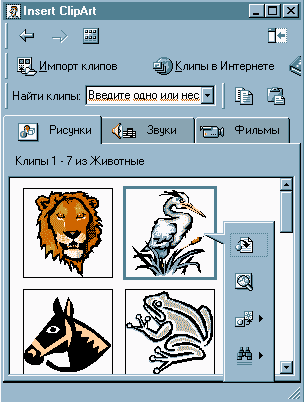 Insert ClipArt
Импорт клипов Клипы в Интернете
Найти клипы: Введите одно или нес
Рисунки Звуки Фильмы
Клипы 1 - 7 из Животные